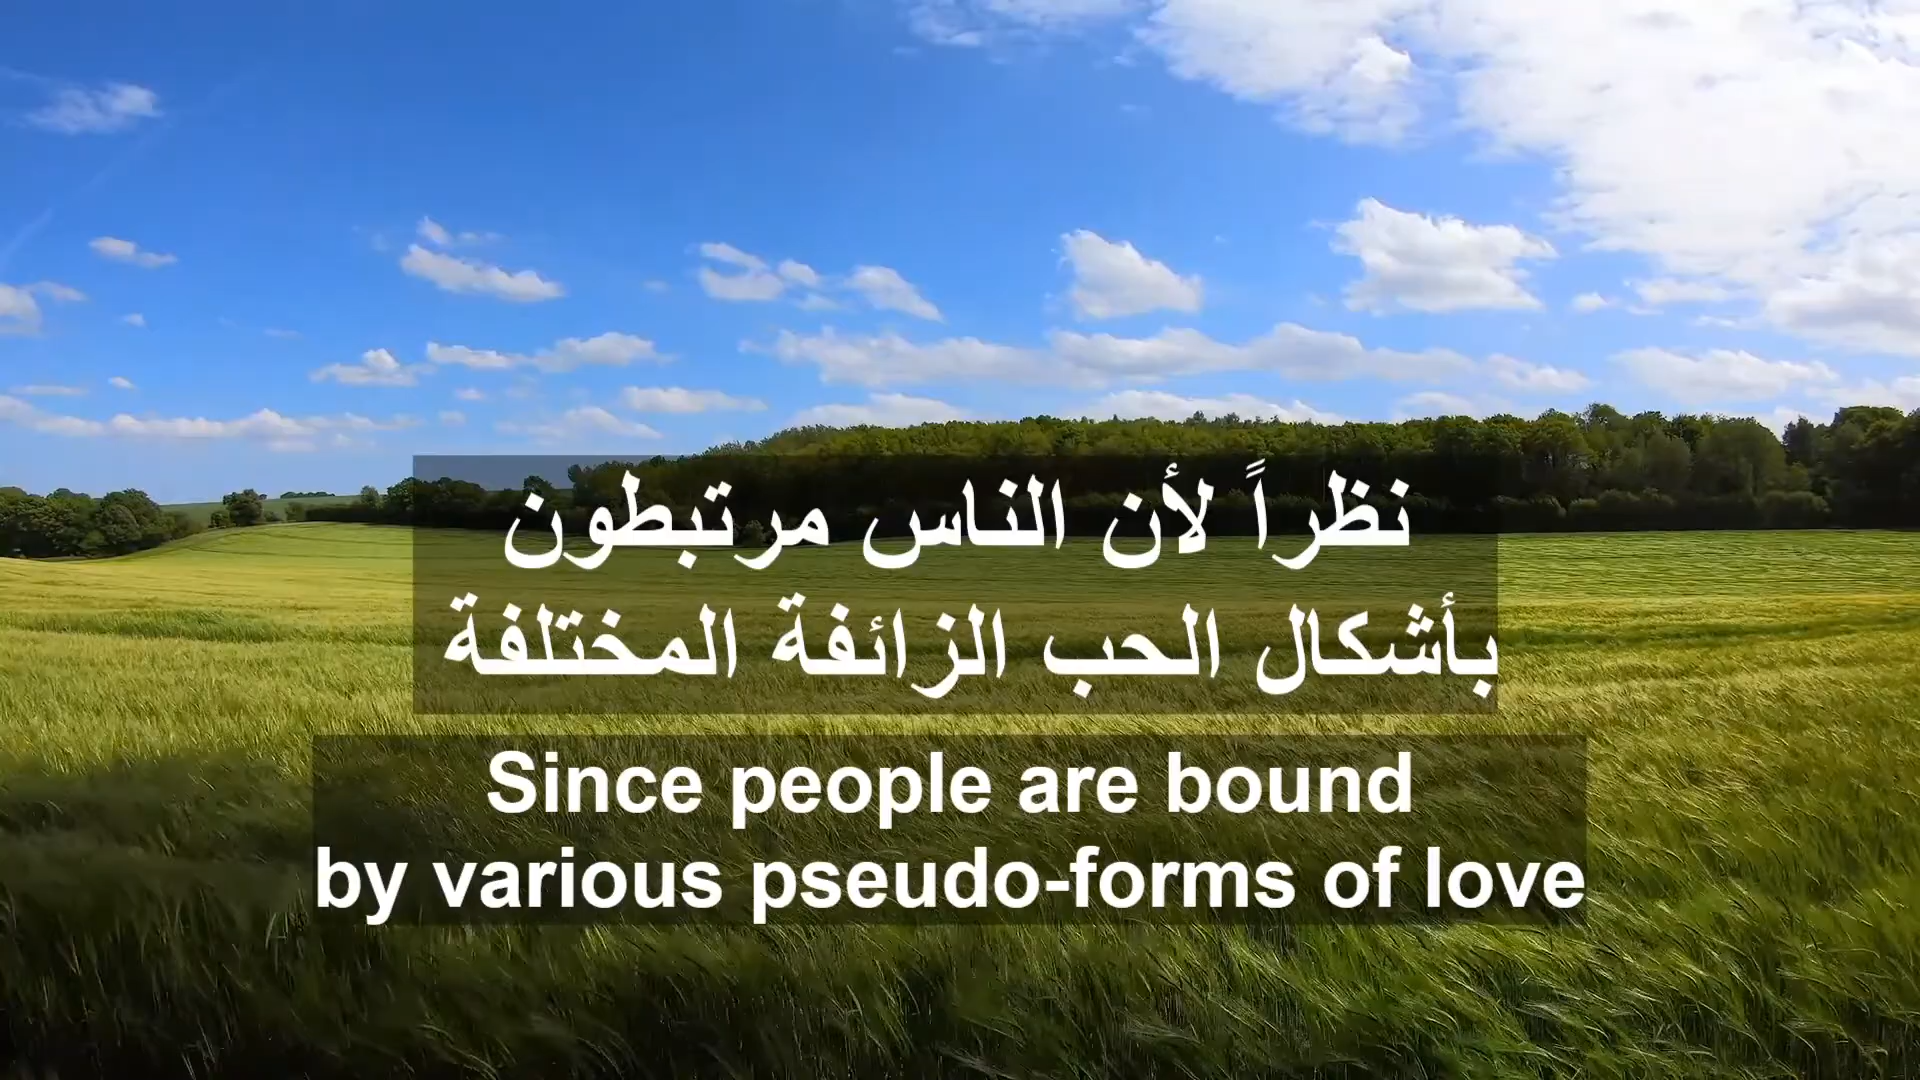 نظراً لأن الناس مرتبطون
بأشكال الحب الزائفة المختلفة
Since people are bound
by various pseudo-forms of love